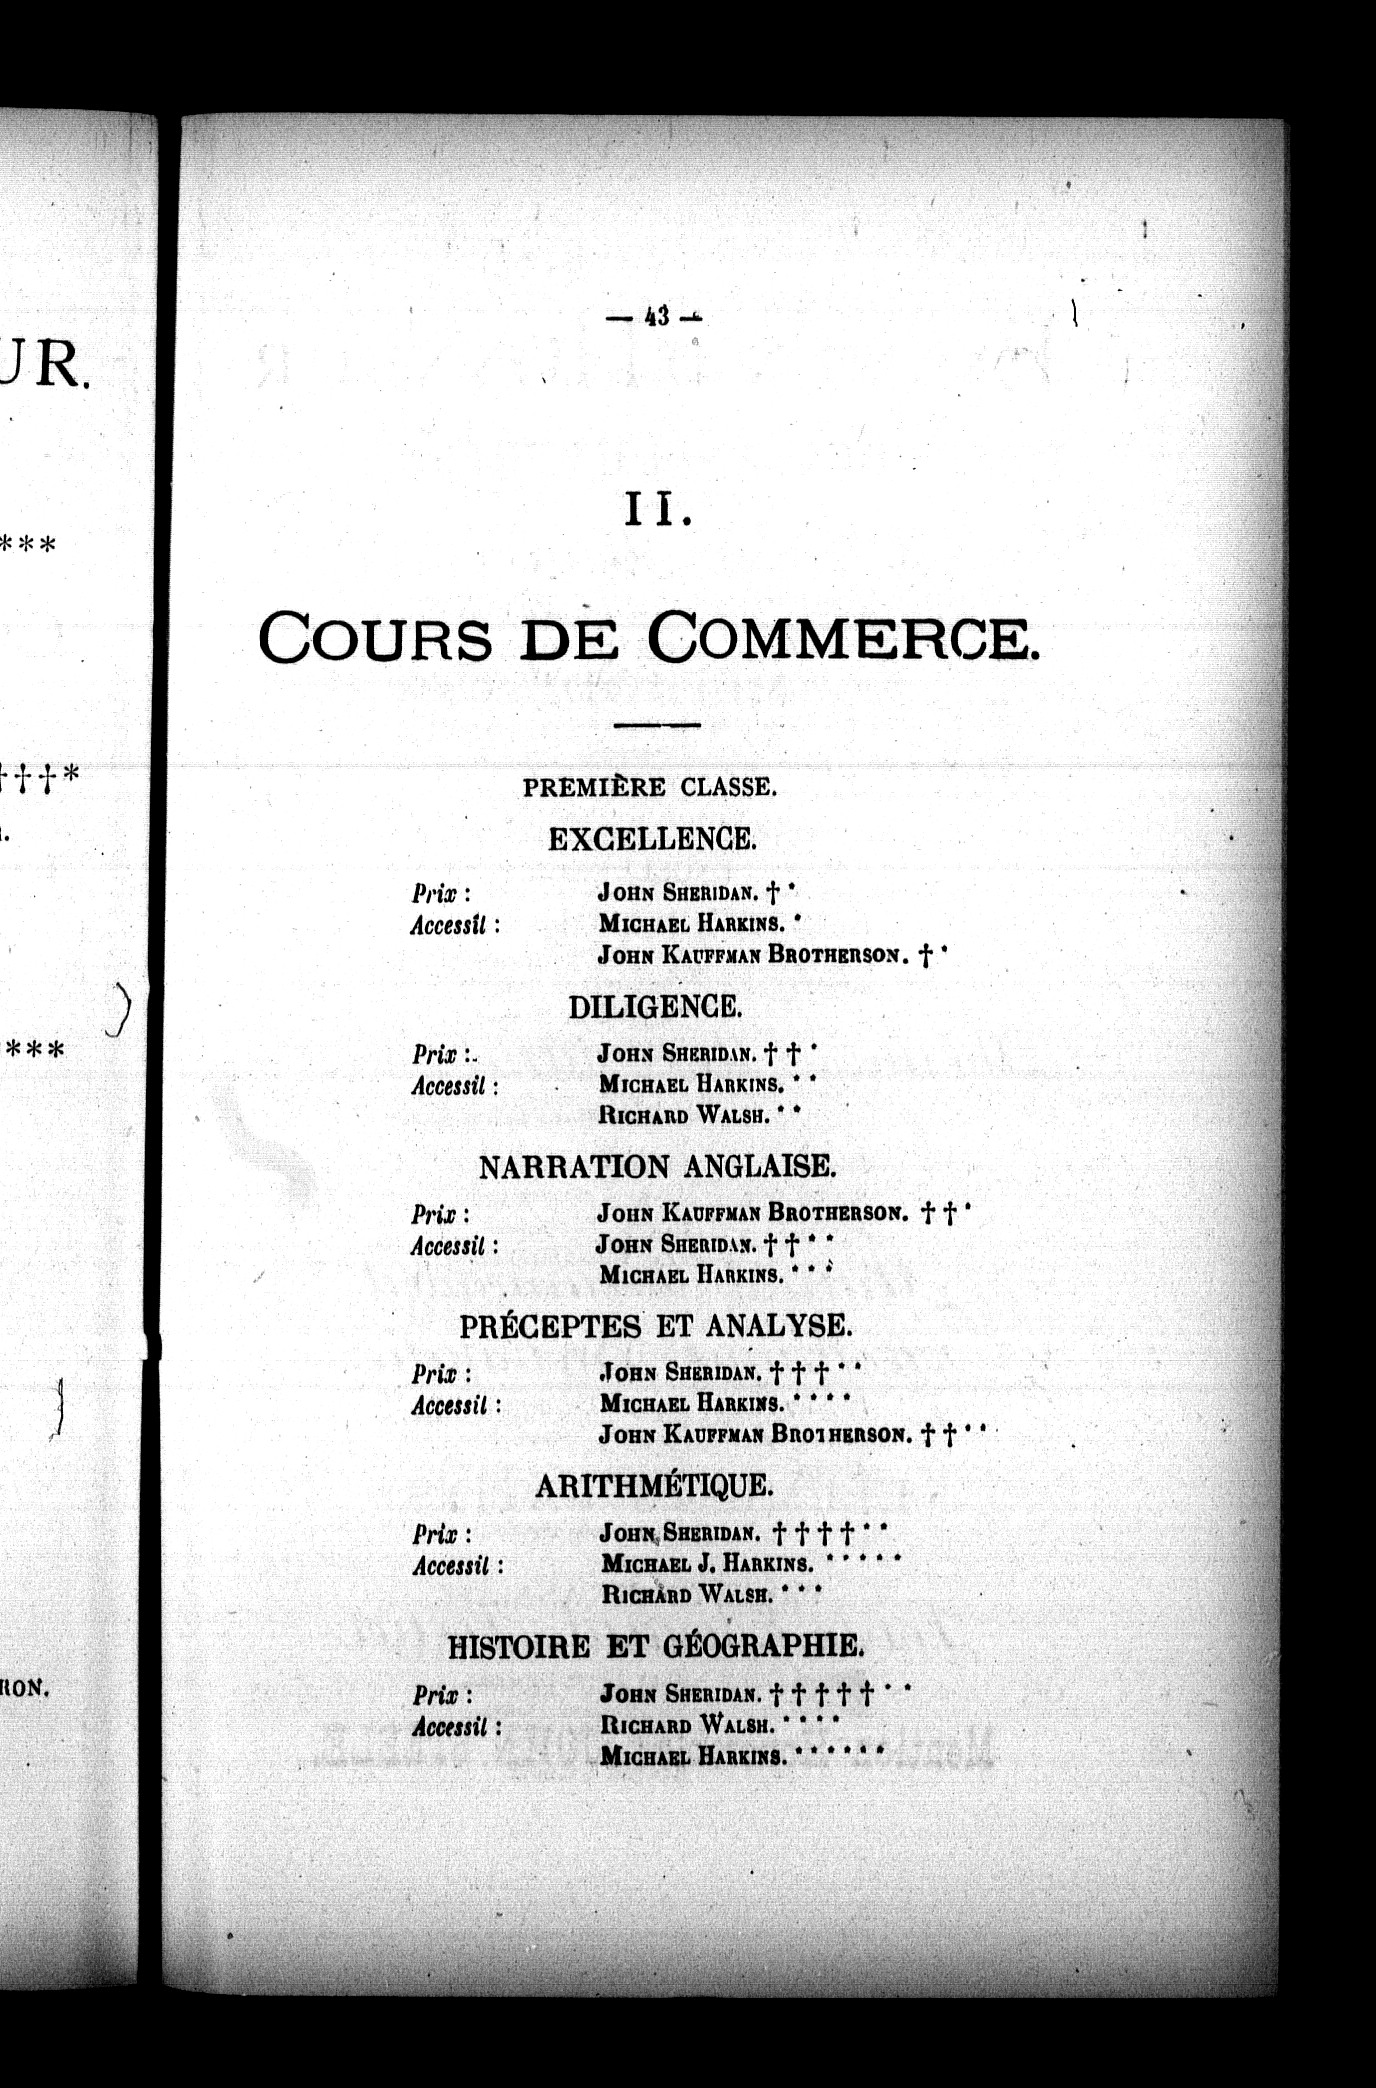 UR.
***
†††*
***
RON.
— 43 —
II.
COURS DE COMMERCE.
PREMIÈRE CLASSE.
EXCELLENCE.
Prix : JOHN SHERIDAN. † *
Accessit : MICHAEL HARKINS. *
JOHN KAUFFMAN BROTHERSON. † *
DILIGENCE.
Prix : JOHN SHERIDAN. † † *
Accessit : MICHAEL HARKINS. * *
RICHARD WALSH. * *
NARRATION ANGLAISE.
Prix : JOHN KAUFFMAN BROTHERSON. † † *
Accessit : JOHN SHERIDAN. † † * *
MICHAEL HARKINS. * * *
PRÉCEPTES ET ANALYSE.
Prix : JOHN SHERIDAN. † † † * *
Accessit : MICHAEL HARKINS. * * * *
JOHN KAUFFMAN BROTHERSON. † † * *
ARITHMÉTIQUE.
Prix : JOHN SHERIDAN. † † † † * *
Accessit : MICHAEL J. HARKINS. * * * * *
RICHARD WALSH. * * *
HISTOIRE ET GÉOGRAPHIE.
Prix : JOHN SHERIDAN. † † † † † * *
Accessit : RICHARD WALSH. * * * *
MICHAEL HARKINS. * * * * * *